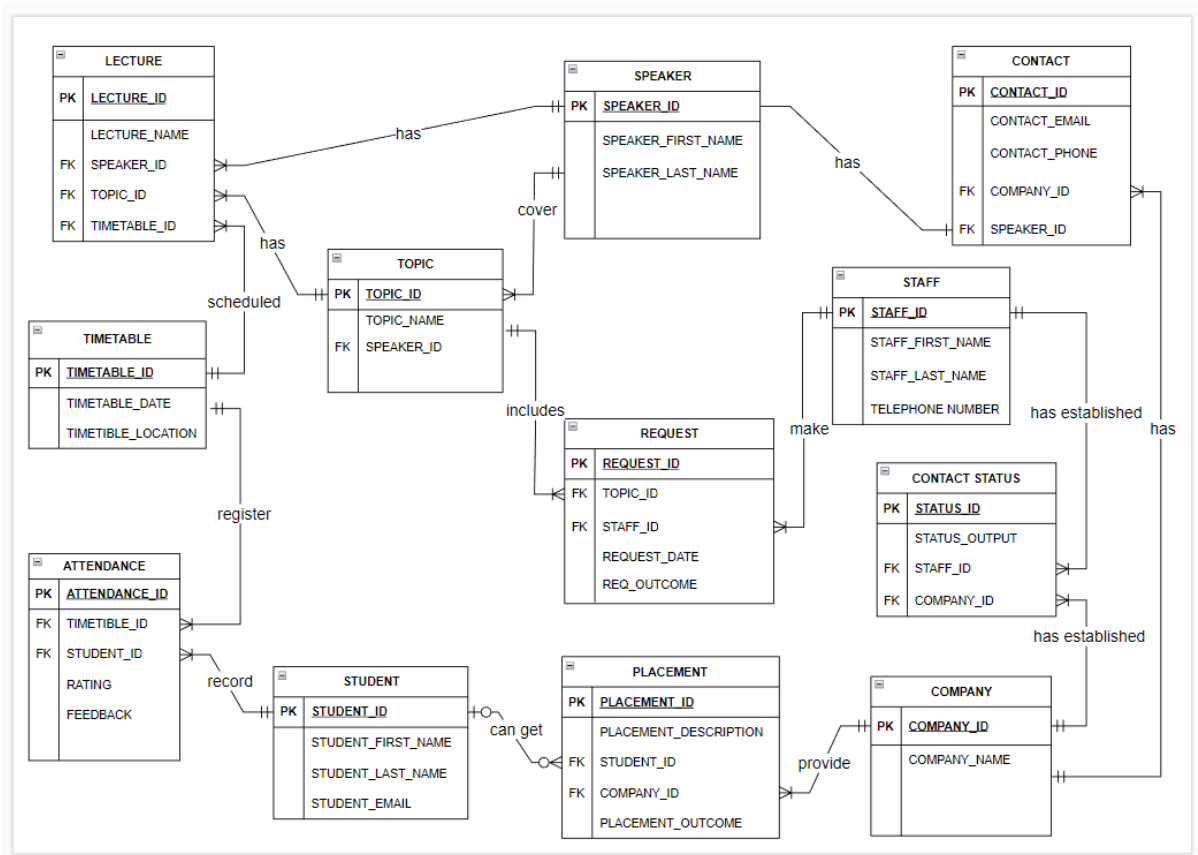 LECTURE
PK LECTURE_ID
LECTURE_NAME
FK SPEAKER_ID
FK TOPIC_ID
FK TIMETABLE_ID
has
SPEAKER
PK SPEAKER_ID
SPEAKER_FIRST_NAME
SPEAKER_LAST_NAME
has
CONTACT
PK CONTACT_ID
CONTACT_EMAIL
CONTACT_PHONE
FK COMPANY_ID
FK SPEAKER_ID
cover
has
scheduled
TOPIC
PK TOPIC_ID
TOPIC_NAME
FK SPEAKER_ID
STAFF
PK STAFF_ID
STAFF_FIRST_NAME
STAFF_LAST_NAME
TELEPHONE NUMBER
TIMETABLE
PK TIMETABLE_ID
TIMETABLE_DATE
TIMETIBLE_LOCATION
includes
make
has established
has
REQUEST
PK REQUEST_ID
FK TOPIC_ID
FK STAFF_ID
REQUEST_DATE
REQ_OUTCOME
CONTACT STATUS
PK STATUS_ID
STATUS_OUTPUT
FK STAFF_ID
FK COMPANY_ID
register
has established
ATTENDANCE
PK ATTENDANCE_ID
FK TIMETIBLE_ID
FK STUDENT_ID
RATING
FEEDBACK
record
STUDENT
PK STUDENT_ID
STUDENT_FIRST_NAME
STUDENT_LAST_NAME
STUDENT_EMAIL
can get
PLACEMENT
PK PLACEMENT_ID
PLACEMENT_DESCRIPTION
FK STUDENT_ID
FK COMPANY_ID
PLACEMENT_OUTCOME
provide
COMPANY
PK COMPANY_ID
COMPANY_NAME